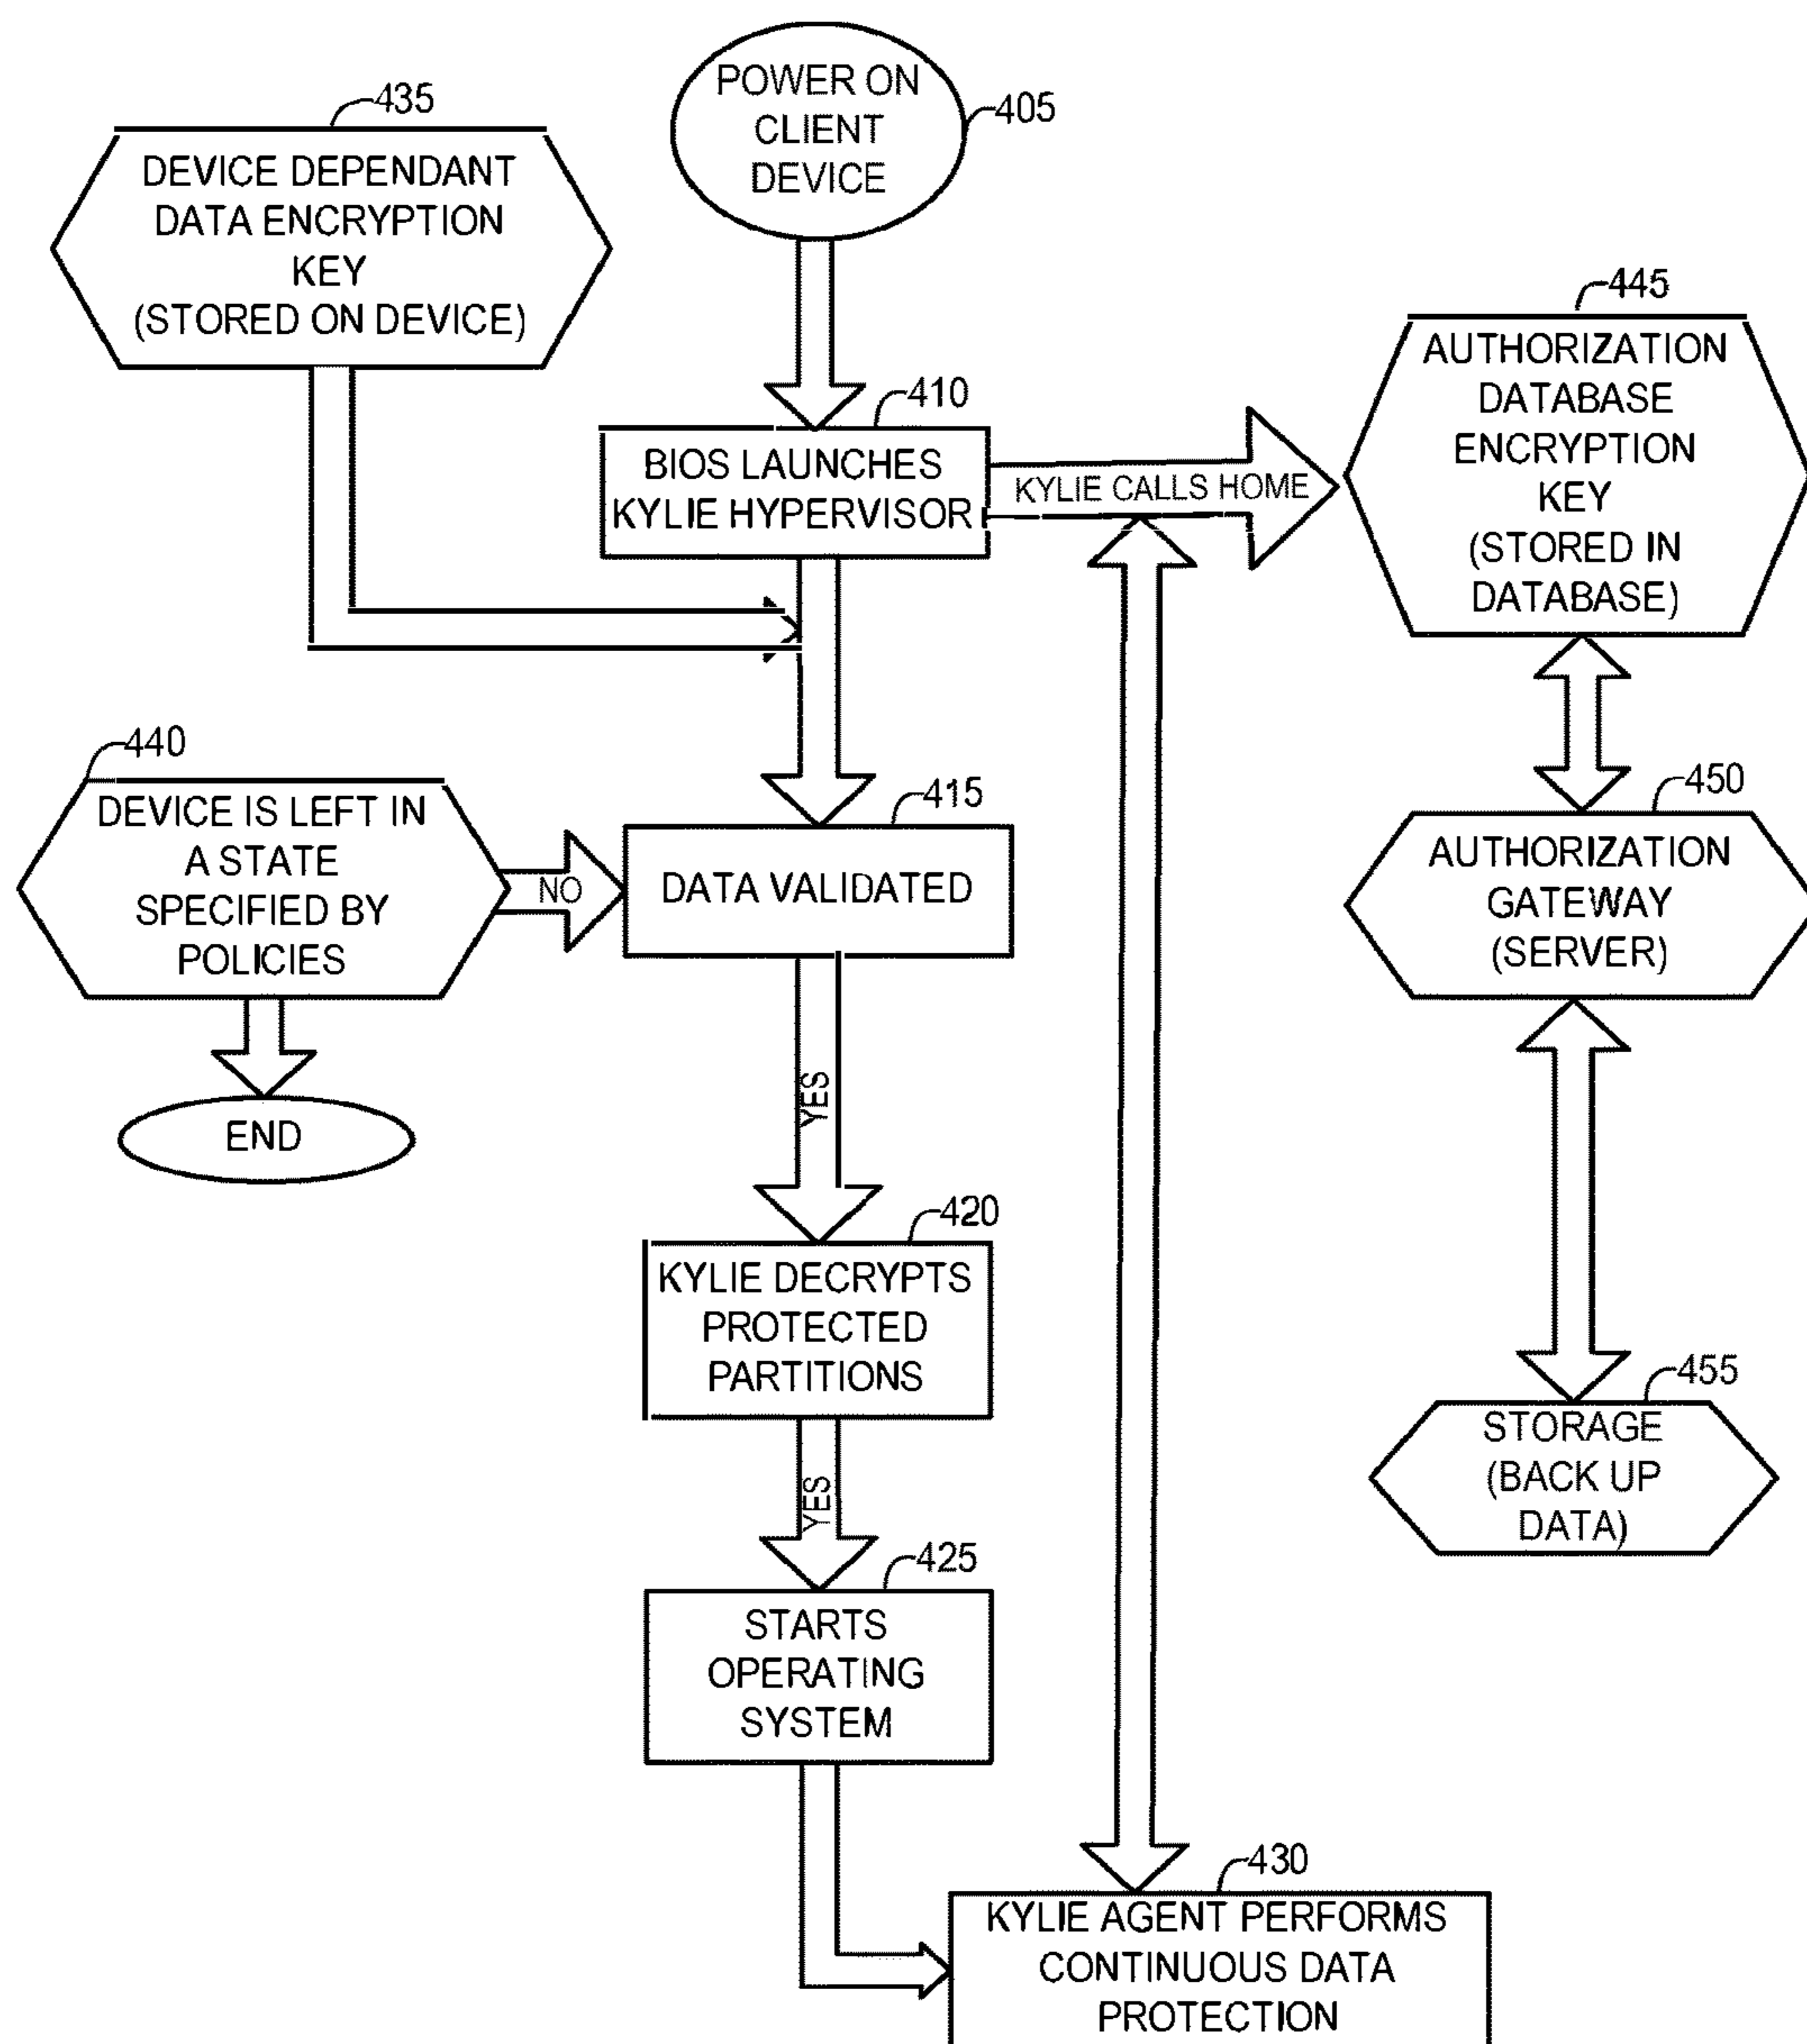 POWER ON
CLIENT
DEVICE
405
435
DEVICE DEPENDANT
DATA ENCRYPTION
KEY
(STORED ON DEVICE)
445
AUTHORIZATION
DATABASE
ENCRYPTION
KEY
(STORED IN
DATABASE)
410
BIOS LAUNCHES
KYLIE HYPERVISOR
KYLIE CALLS HOME
440
DEVICE IS LEFT IN
A STATE
SPECIFIED BY
POLICIES
NO
415
DATA VALIDATED
450
AUTHORIZATION
GATEWAY
(SERVER)
END
YES
420
KYLIE DECRYPTS
PROTECTED
PARTITIONS
455
STORAGE
(BACK UP
DATA)
YES
425
STARTS
OPERATING
SYSTEM
430
KYLIE AGENT PERFORMS
CONTINUOUS DATA
PROTECTION